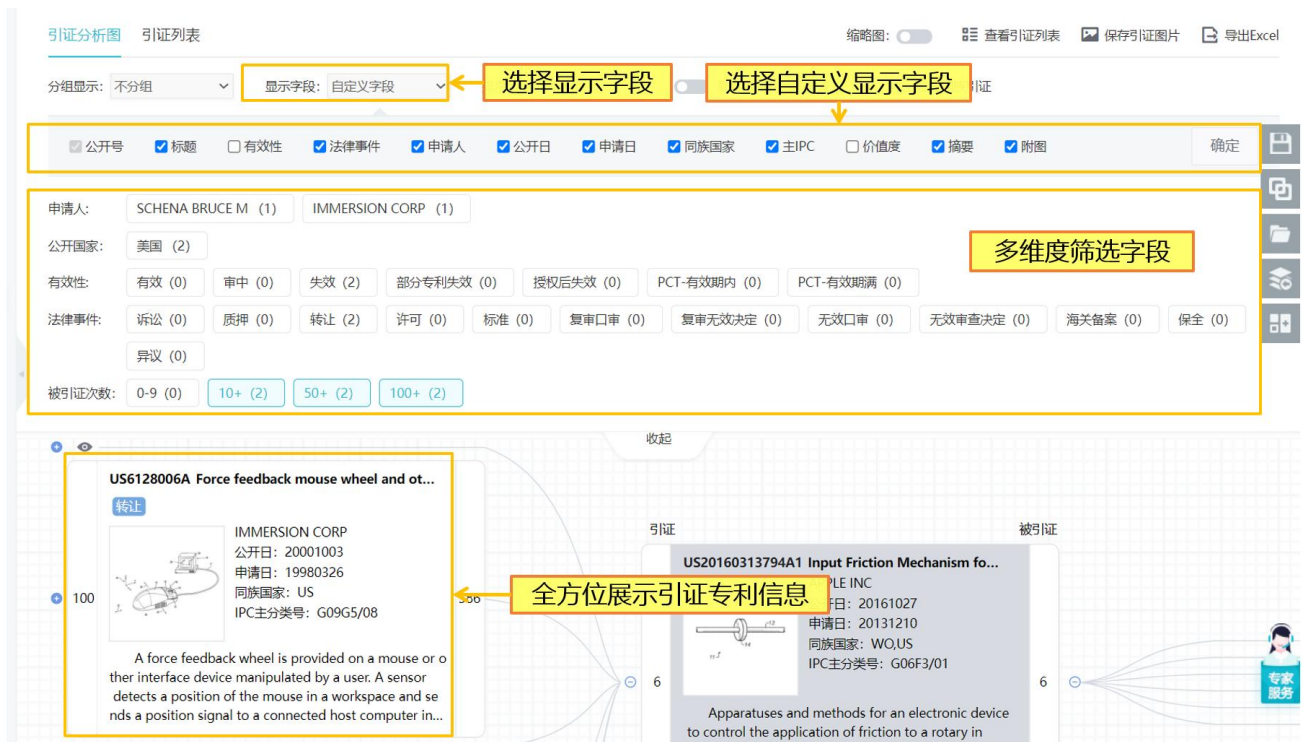 引证分析图 引证列表 缩略图: 查看引证列表 保存引证图片 导出Excel
分组显示: 不分组 显示字段: 自定义字段 选择显示字段 选择自定义显示字段 引证
公开号 标题 有效性 法律事件 申请人 公开日 申请日 同族国家 主IPC 价值度 摘要 附图 确定
申请人: SCHENA BRUCE M (1) IMMERSION CORP (1)
公开国家: 美国 (2)
多维度筛选字段
有效性: 有效 (0) 审中 (0) 失效 (2) 部分专利失效 (0) 授权后失效 (0) PCT-有效期内 (0) PCT-有效期满 (0)
法律事件: 诉讼 (0) 质押 (0) 转让 (2) 许可 (0) 标准 (0) 复审口审 (0) 复审无效决定 (0) 无效口审 (0) 无效审查决定 (0) 海关备案 (0) 保全 (0)
异议 (0)
被引证次数: 0-9 (0) 10+ (2) 50+ (2) 100+ (2)
收起
US6128006A Force feedback mouse wheel and ot...
转让
IMMERSION CORP
公开日: 20001003
申请日: 19980326
同族国家: US
IPC主分类号: G09G5/08
100
A force feedback wheel is provided on a mouse or o
ther interface device manipulated by a user. A sensor
detects a position of the mouse in a workspace and se
nds a position signal to a connected host computer in...
全方位展示引证专利信息
引证 被引证
US20160313794A1 Input Friction Mechanism fo...
PLE INC
日: 20161027
申请日: 20131210
同族国家: WO,US
IPC主分类号: G06F3/01
6 6
Apparatuses and methods for an electronic device
to control the application of friction to a rotary in
专家
服务